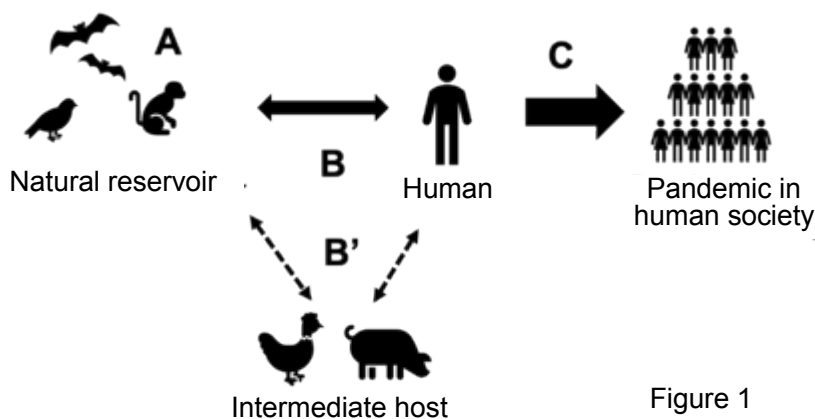 A
C
B
Natural reservoir
Human
Pandemic in
human society
B’
Intermediate host
Figure 1